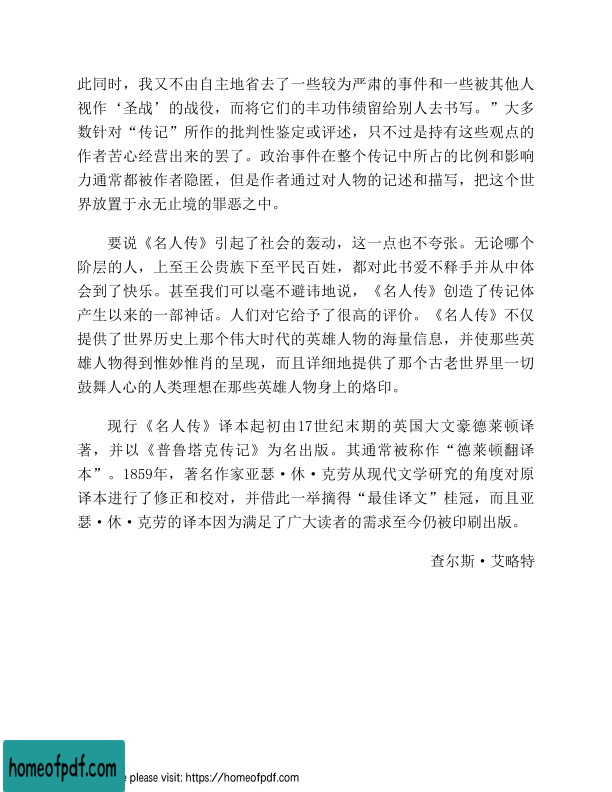 此同时，我又不由自主地省去了一些较为严肃的事件和一些被其他人
视作‘圣战’的战役，而将它们的丰功伟绩留给别人去书写。”大多
数针对“传记”所作的批判性鉴定或评述，只不过是持有这些观点的
作者苦心经营出来的罢了。政治事件在整个传记中所占的比例和影响
力通常都被作者隐匿，但是作者通过对人物的记述和描写，把这个世
界放置于永无止境的罪恶之中。
要说《名人传》引起了社会的轰动，这一点也不夸张。无论哪个
阶层的人，上至王公贵族下至平民百姓，都对此书爱不释手并从中体
会到了快乐。甚至我们可以毫不避讳地说，《名人传》创造了传记体
产生以来的一部神话。人们对它给予了很高的评价。《名人传》不仅
提供了世界历史上那个伟大时代的英雄人物的海量信息，并使那些英
雄人物得到惟妙惟肖的呈现，而且详细地提供了那个古老世界里一切
鼓舞人心的人类理想在那些英雄人物身上的烙印。
现行《名人传》译本起初由17世纪末期的英国大文豪德莱顿译
著，并以《普鲁塔克传记》为名出版。其通常被称作“德莱顿翻译
本”。1859年，著名作家亚瑟·休·克劳从现代文学研究的角度对原
译本进行了修正和校对，并借此一举摘得“最佳译文”桂冠，而且亚
瑟·休·克劳的译本因为满足了广大读者的需求至今仍被印刷出版。
查尔斯·艾略特
homeofpdf.com
e please visit: https://homeofpdf.com